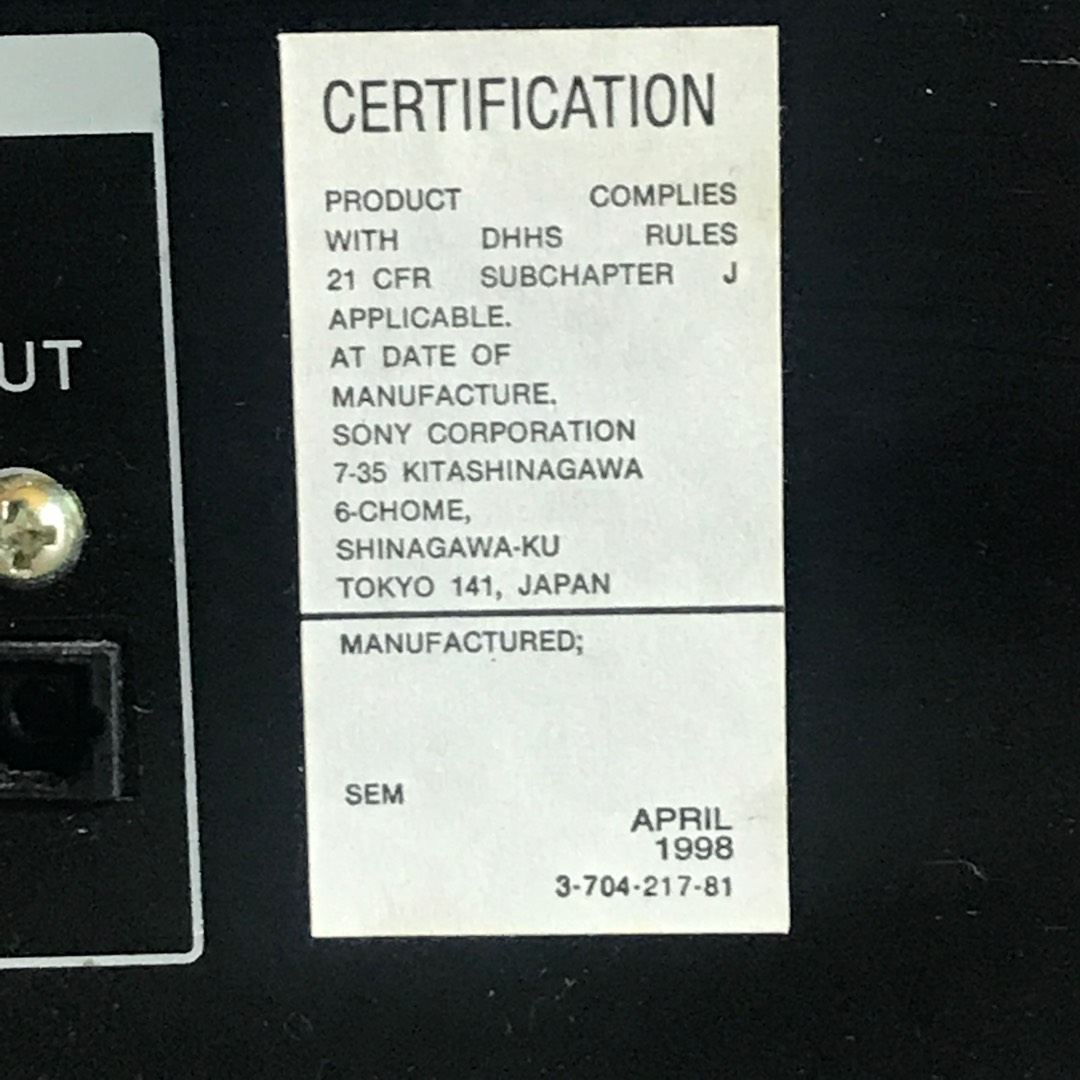 CERTIFICATION
PRODUCT COMPLIES
WITH DHHS RULES
21 CFR SUBCHAPTER J
APPLICABLE.
AT DATE OF
MANUFACTURE.
SONY CORPORATION
7-35 KITASHINAGAWA
6-CHOME,
SHINAGAWA-KU
TOKYO 141, JAPAN
MANUFACTURED;
SEM
APRIL
1998
3-704-217-81
UT